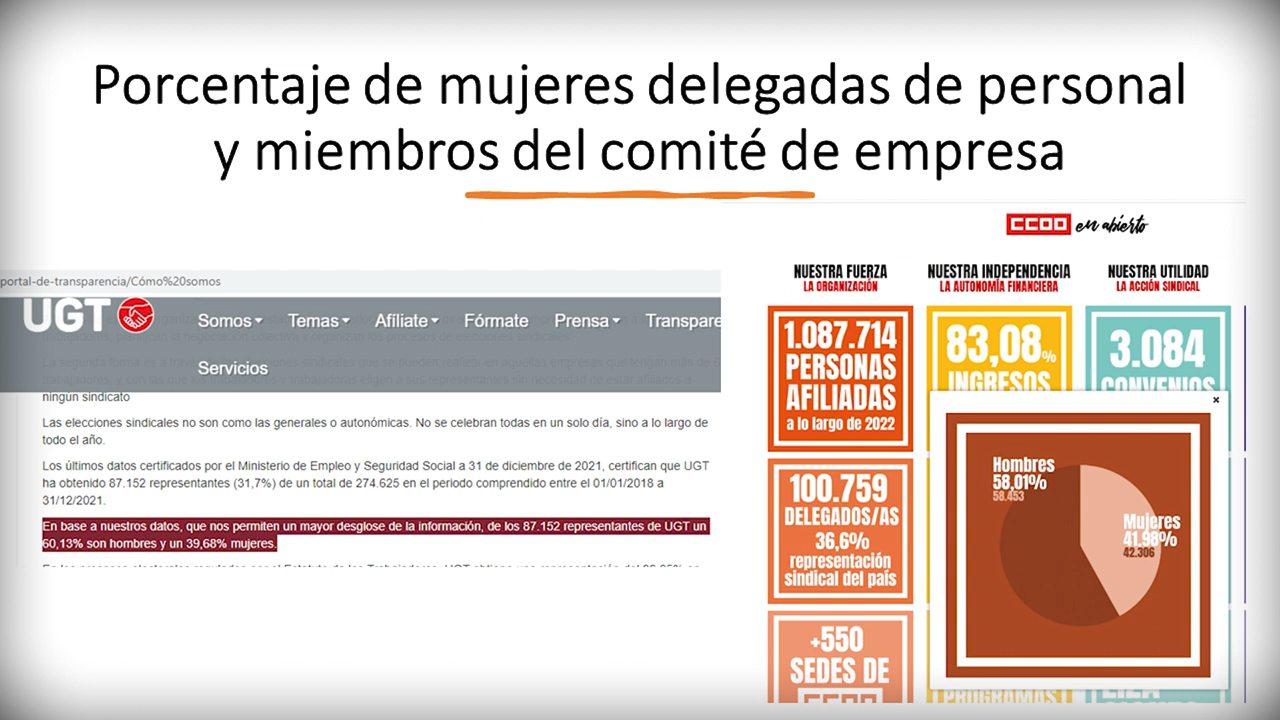 Porcentaje de mujeres delegadas de personal
y miembros del comité de empresa
portal-de-transparencia/Cómo%20somos
UGT
Somos
Temas
Afíliate
Fórmate
Prensa
Transpare
Servicios
ningún sindicato
Las elecciones sindicales no son como las generales o autonómicas. No se celebran todas en un solo día, sino a lo largo de
todo el año.
Los últimos datos certificados por el Ministerio de Empleo y Seguridad Social a 31 de diciembre de 2021, certifican que UGT
ha obtenido 87.152 representantes (31,7%) de un total de 274.625 en el periodo comprendido entre el 01/01/2018 a
31/12/2021.
En base a nuestros datos, que nos permiten un mayor desglose de la información, de los 87.152 representantes de UGT un
60,13% son hombres y un 39,68% mujeres.
CCOO en abierto
NUESTRA FUERZA
LA ORGANIZACIÓN
NUESTRA INDEPENDENCIA
LA AUTONOMÍA FINANCIERA
NUESTRA UTILIDAD
LA ACCIÓN SINDICAL
1.087.714
PERSONAS
AFILIADAS
a lo largo de 2022
83,08%
INGRESOS
3.084
CONVENIOS
100.759
DELEGADOS/AS
36,6%
representación
sindical del país
+550
SEDES DE
CCOO
Hombres
58,01%
58.453
Mujeres
41,98%
42.306
PROGRAMAS